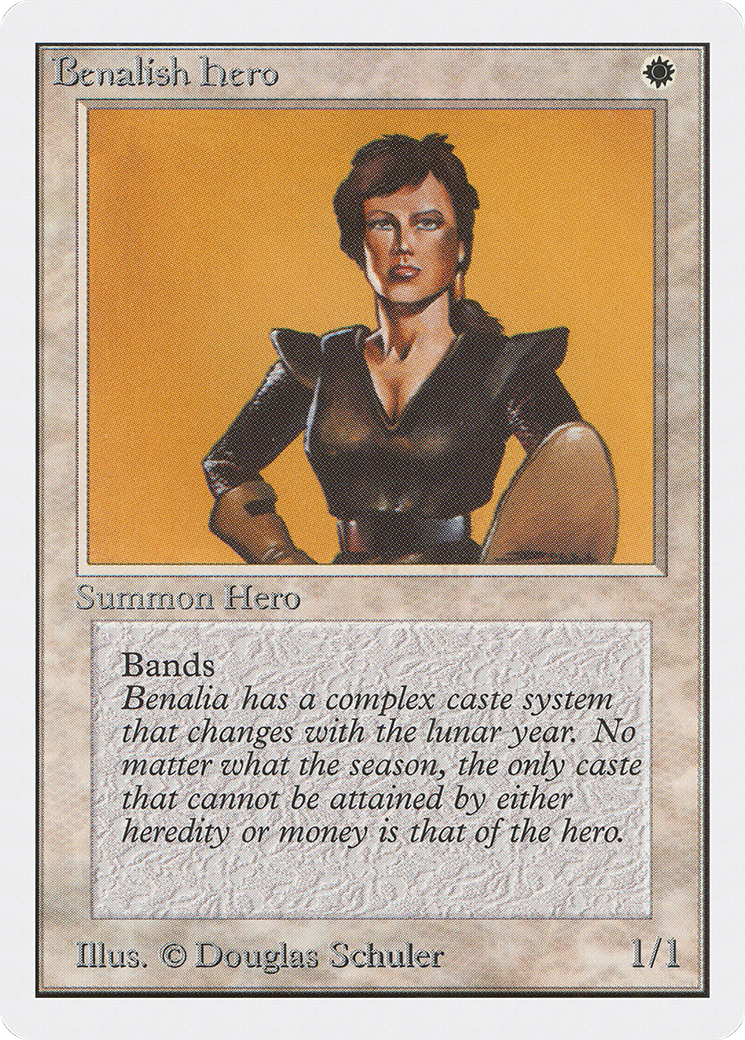 Benalish Hero
Summon Hero
Bands
Benalia has a complex caste system
that changes with the lunar year. No
matter what the season, the only caste
that cannot be attained by either
heredity or money is that of the hero.
Illus. © Douglas Schuler
1/1